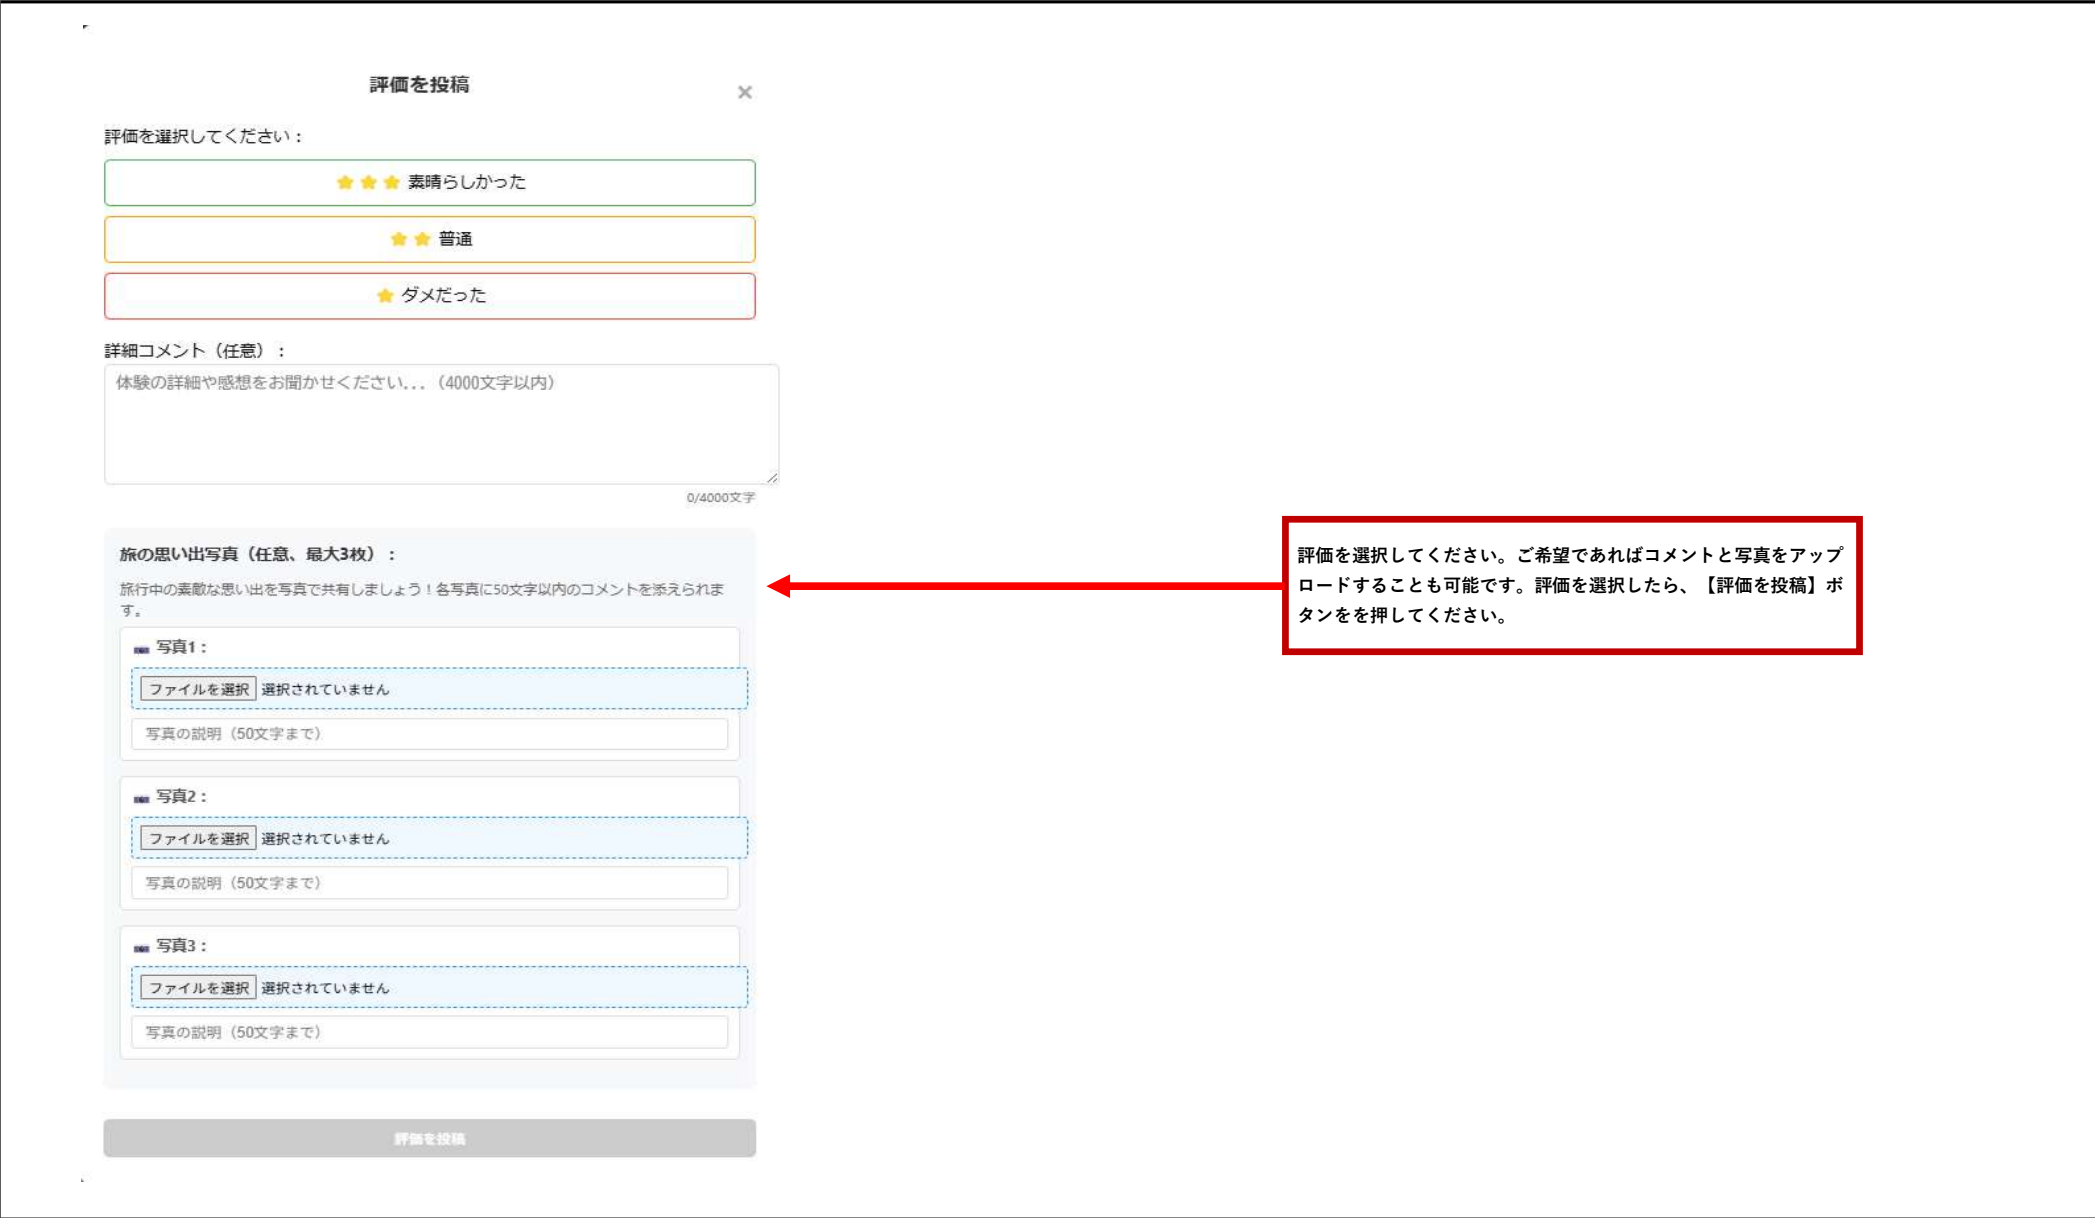 評価を投稿
×
評価を選択してください：
素晴らしかった
普通
ダメだった
詳細コメント（任意）：
体験の詳細や感想をお聞かせください...（4000文字以内）
0/4000文字
旅の思い出写真（任意、最大3枚）：
旅行中の素敵な思い出を写真で共有しましょう！各写真に50文字以内のコメントを添えられま
す。
写真1：
ファイルを選択 選択されていません
写真の説明（50文字まで）
写真2：
ファイルを選択 選択されていません
写真の説明（50文字まで）
写真3：
ファイルを選択 選択されていません
写真の説明（50文字まで）
評価を投稿
評価を選択してください。ご希望であればコメントと写真をアップ
ロードすることも可能です。評価を選択したら、【評価を投稿】ボ
タンをを押してください。